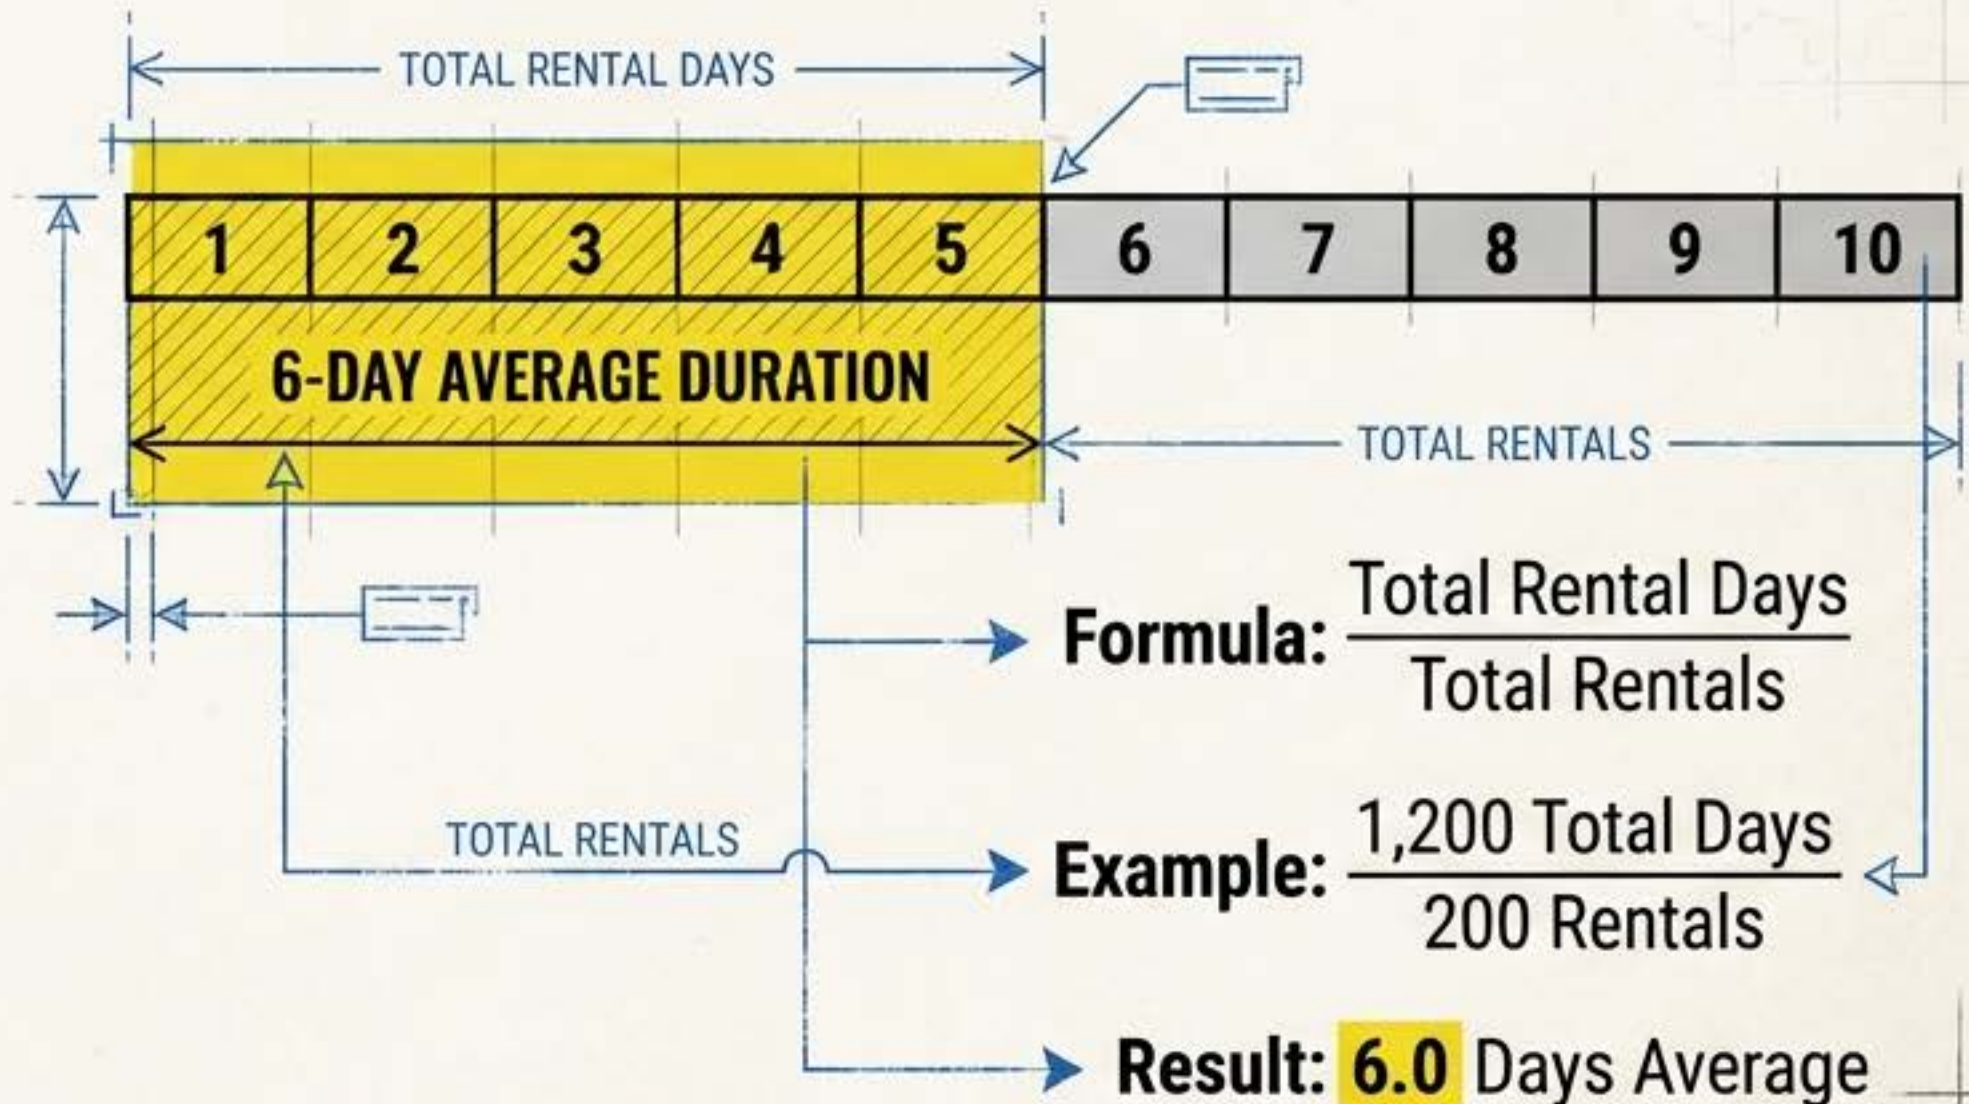 TOTAL RENTAL DAYS
1 2 3 4 5 6 7 8 9 10
6-DAY AVERAGE DURATION
TOTAL RENTALS
Formula: Total Rental Days
Total Rentals
TOTAL RENTALS
Example: 1,200 Total Days
200 Rentals
Result: 6.0 Days Average